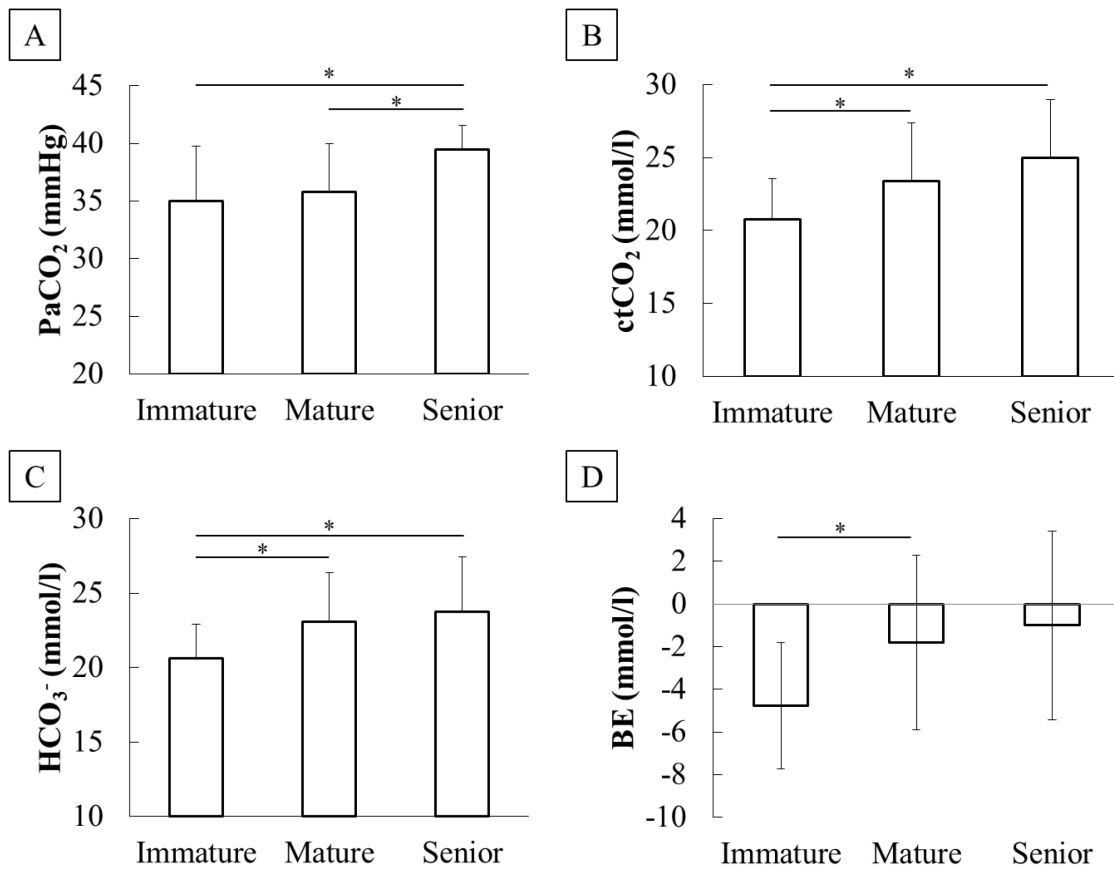 A
PaCO₂ (mmHg)
45
40
35
30
25
20
*
*
Immature Mature Senior
B
ctCO₂ (mmol/l)
30
25
20
15
10
*
*
Immature Mature Senior
C
HCO₃⁻ (mmol/l)
30
25
20
15
10
*
*
Immature Mature Senior
D
BE (mmol/l)
4
2
0
-2
-4
-6
-8
-10
*
Immature Mature Senior